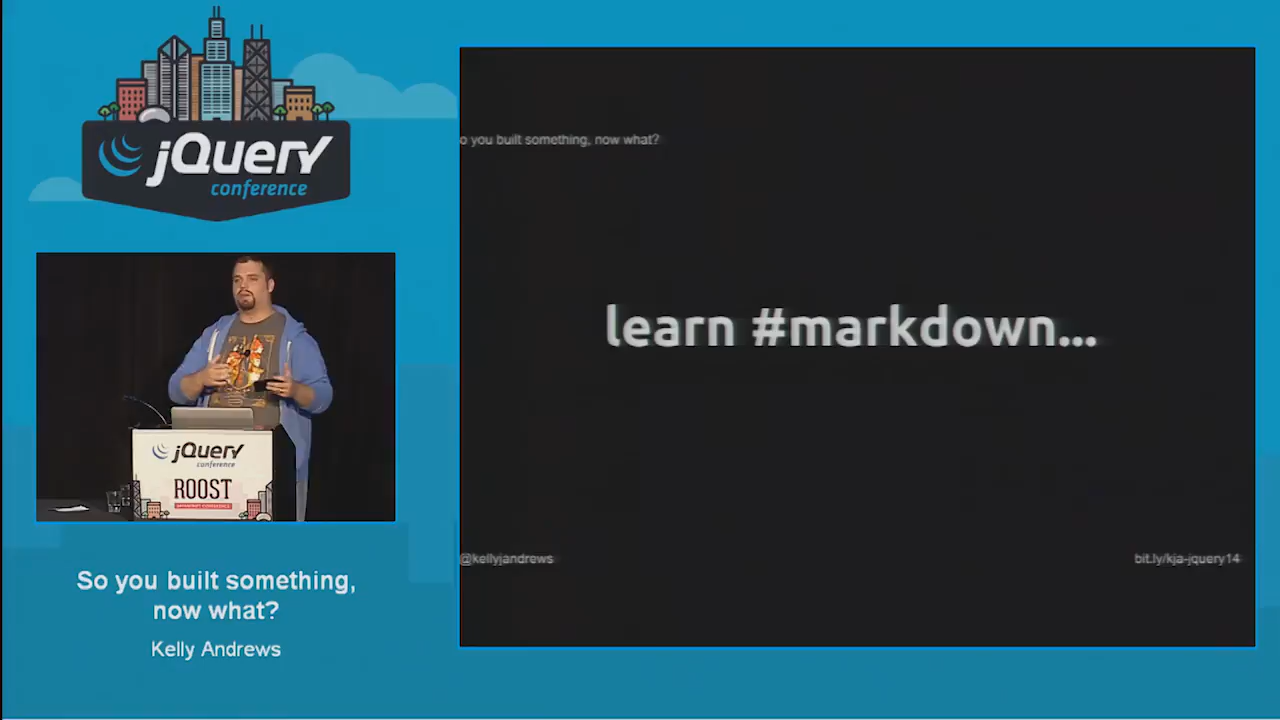 jQuery
conference
jQuery
conference
ROOST
So you built something,
now what?
Kelly Andrews
o you built something, now what?
learn #markdown...
@kellyjandrews
bit.ly/kja-jquery14